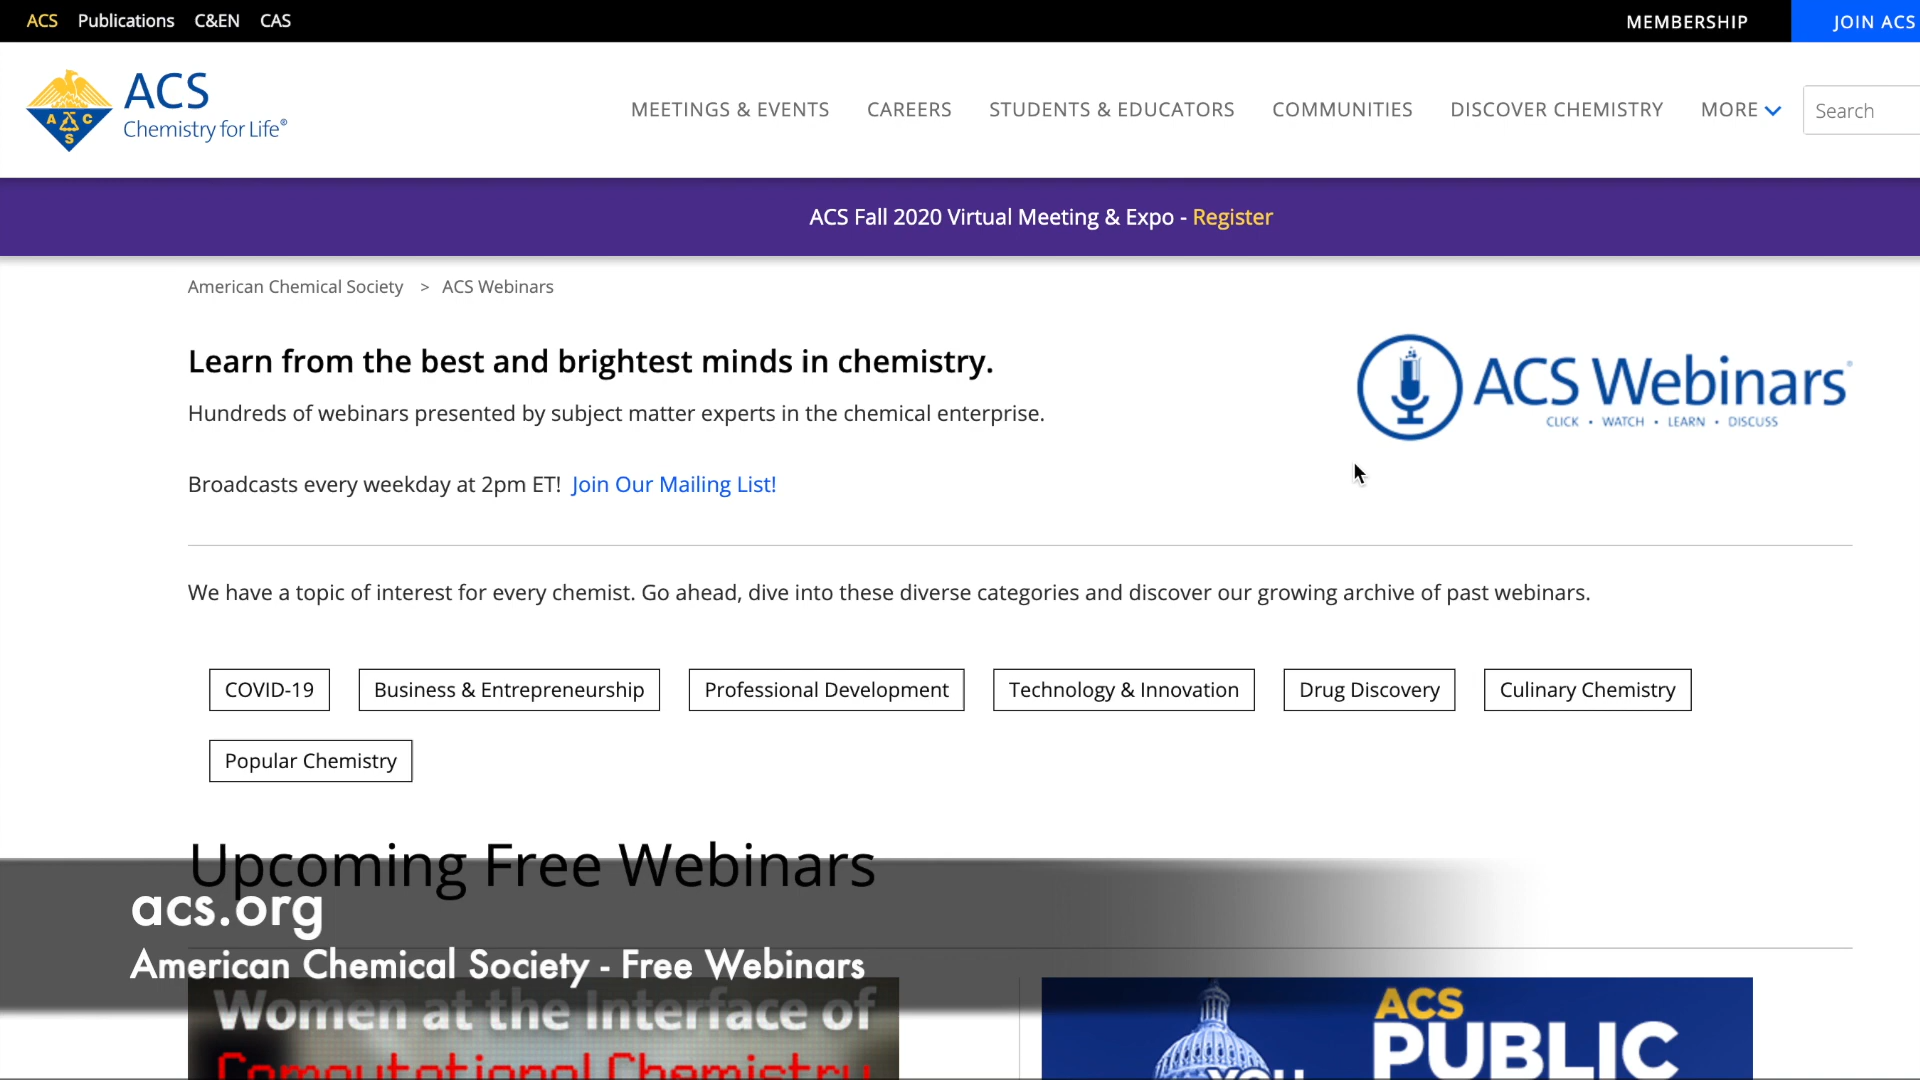 ACS Publications C&EN CAS MEMBERSHIP JOIN ACS
ACS
Chemistry for Life®
A C S
MEETINGS & EVENTS CAREERS STUDENTS & EDUCATORS COMMUNITIES DISCOVER CHEMISTRY MORE Search
ACS Fall 2020 Virtual Meeting & Expo - Register
American Chemical Society > ACS Webinars
Learn from the best and brightest minds in chemistry.
Hundreds of webinars presented by subject matter experts in the chemical enterprise.
ACS Webinars®
CLICK • WATCH • LEARN • DISCUSS
Broadcasts every weekday at 2pm ET! Join Our Mailing List!
We have a topic of interest for every chemist. Go ahead, dive into these diverse categories and discover our growing archive of past webinars.
COVID-19 Business & Entrepreneurship Professional Development Technology & Innovation Drug Discovery Culinary Chemistry
Popular Chemistry
Upcoming Free Webinars
acs.org
American Chemical Society - Free Webinars
Women at the Interface of
Computational Chemistry
ACS
PUBLIC
YOU